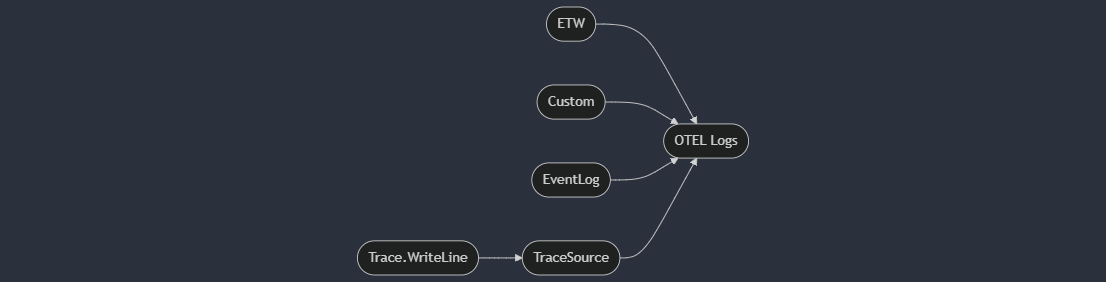 ETW
Custom
OTEL Logs
EventLog
Trace.WriteLine
TraceSource